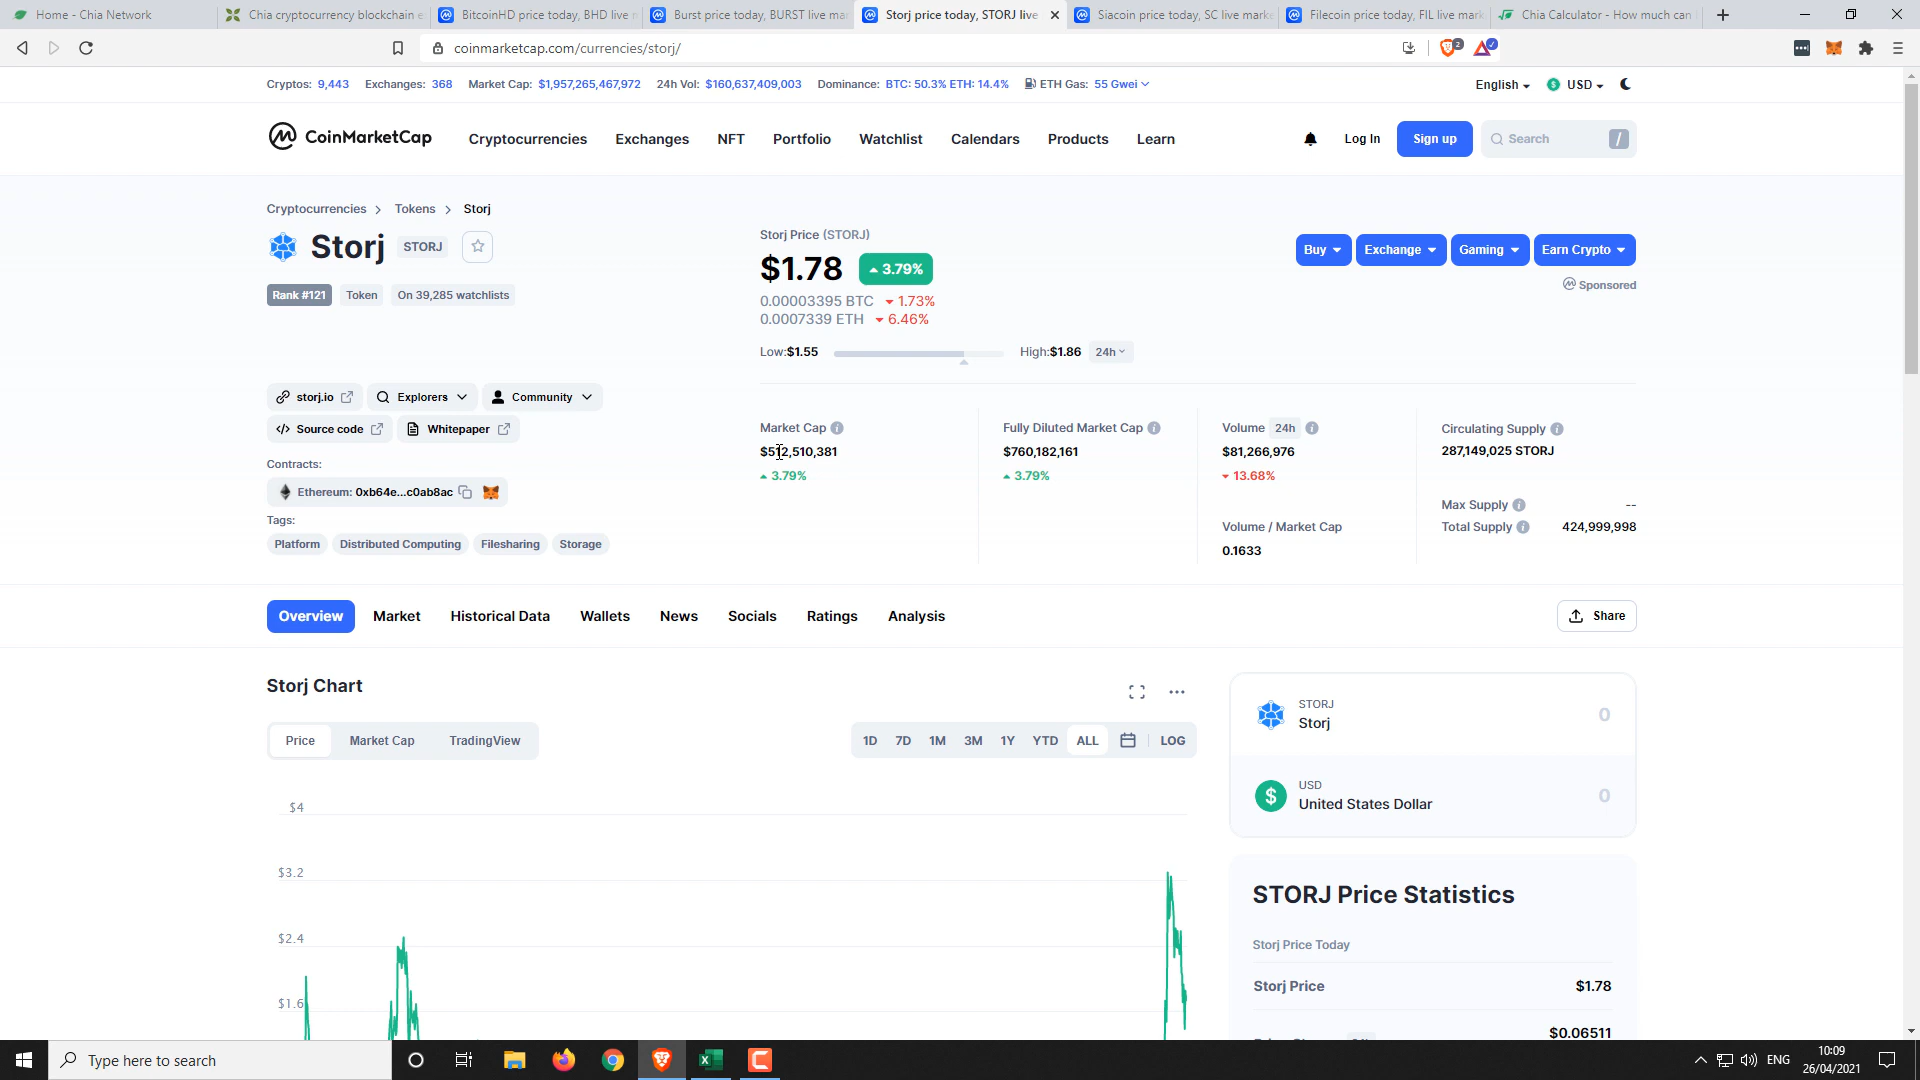 Home - Chia Network
Chia cryptocurrency blockchain e
BitcoinHD price today, BHD live m
Burst price today, BURST live mar
Storj price today, STORJ live
Siacoin price today, SC live marke
Filecoin price today, FIL live mark
Chia Calculator - How much can
coinmarketcap.com/currencies/storj/
2
Cryptos: 9,443 Exchanges: 368 Market Cap: $1,957,265,467,972 24h Vol: $160,637,409,003 Dominance: BTC: 50.3% ETH: 14.4% ETH Gas: 55 Gwei
English
USD
CoinMarketCap
Cryptocurrencies Exchanges NFT Portfolio Watchlist Calendars Products Learn
Log In
Sign up
Search
/
Cryptocurrencies > Tokens > Storj
Storj STORJ
Rank #121 Token On 39,285 watchlists
Storj Price (STORJ)
$1.78 3.79%
0.00003395 BTC 1.73%
0.0007339 ETH 6.46%
Low:$1.55 High:$1.86 24h
Buy Exchange Gaming Earn Crypto
Sponsored
storj.io Explorers Community
Source code Whitepaper
Contracts:
Ethereum: 0xb64e...c0ab8ac
Tags:
Platform Distributed Computing Filesharing Storage
Market Cap
$512,510,381
3.79%
Fully Diluted Market Cap
$760,182,161
3.79%
Volume 24h
$81,266,976
13.68%
Volume / Market Cap
0.1633
Circulating Supply
287,149,025 STORJ
Max Supply --
Total Supply 424,999,998
Overview Market Historical Data Wallets News Socials Ratings Analysis
Share
Storj Chart
Price Market Cap TradingView
1D 7D 1M 3M 1Y YTD ALL LOG
$4
$3.2
$2.4
$1.6
STORJ
Storj
0
USD
United States Dollar
0
STORJ Price Statistics
Storj Price Today
Storj Price $1.78
$0.06511
Type here to search
ENG
10:09
26/04/2021